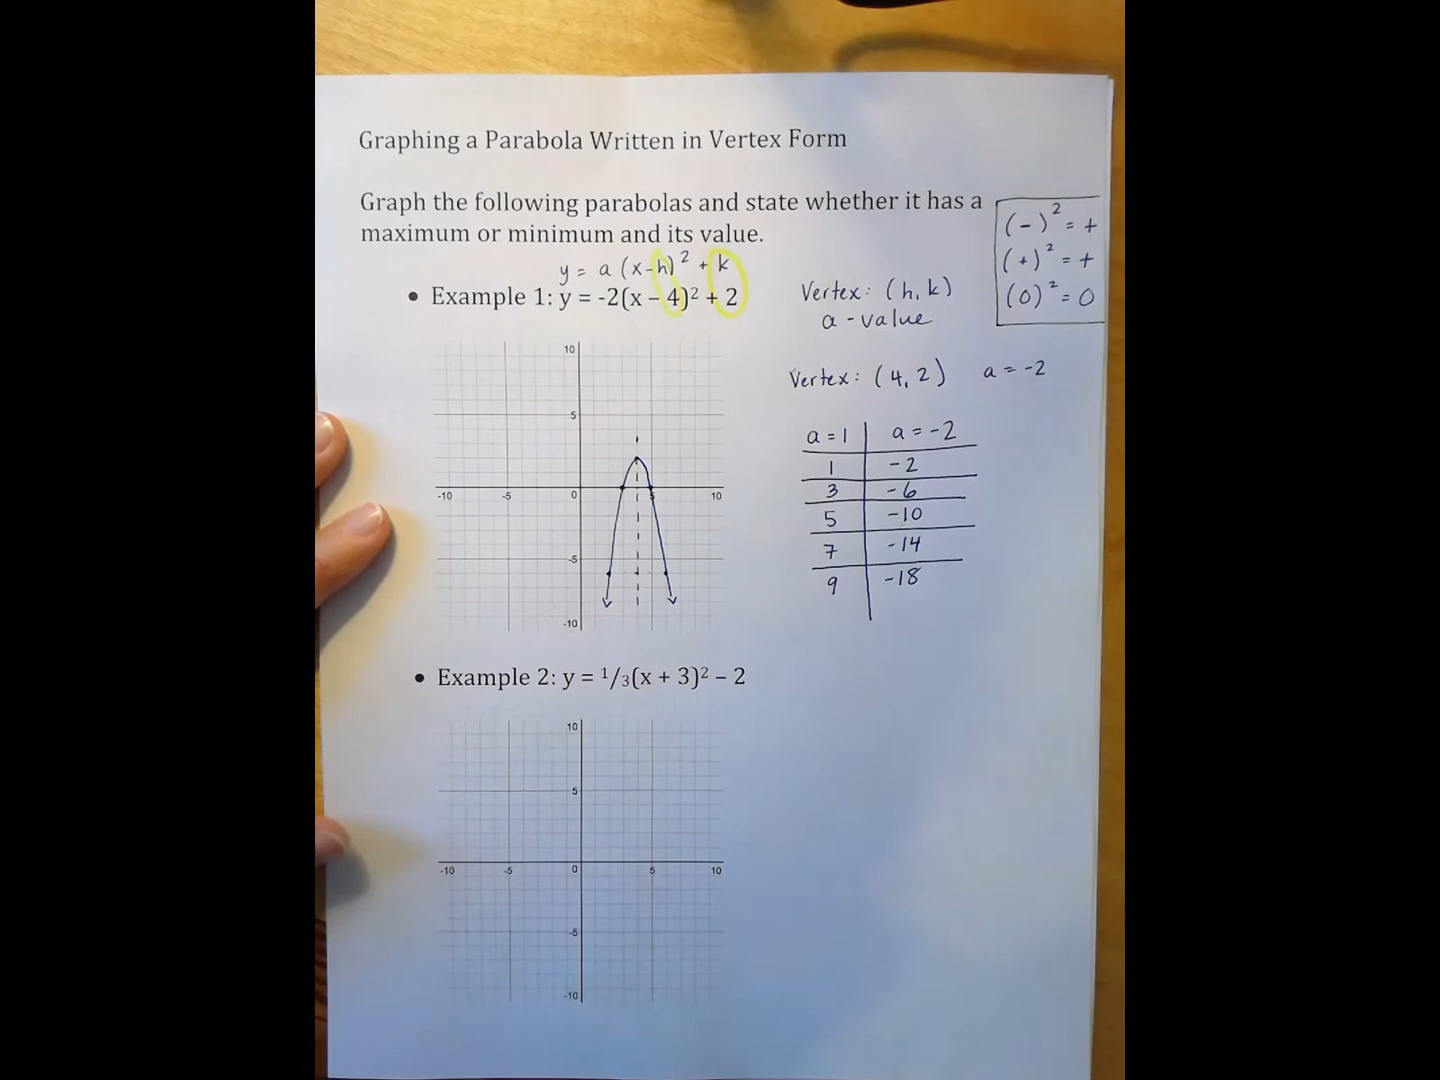 Graphing a Parabola Written in Vertex Form
Graph the following parabolas and state whether it has a
maximum or minimum and its value.
(-)² = +
(+)² = +
(0)² = 0
y = a (x-h)² + k
• Example 1: y = -2(x – 4)² + 2
Vertex: (h, k)
a - value
Vertex: (4, 2) a = -2
10
5
-10 -5 0 5 10
-5
-10
a = 1 a = -2
1 -2
3 -6
5 -10
7 -14
9 -18
• Example 2: y = ¹/₃(x + 3)² – 2
10
5
-10 -5 0 5 10
-5
-10